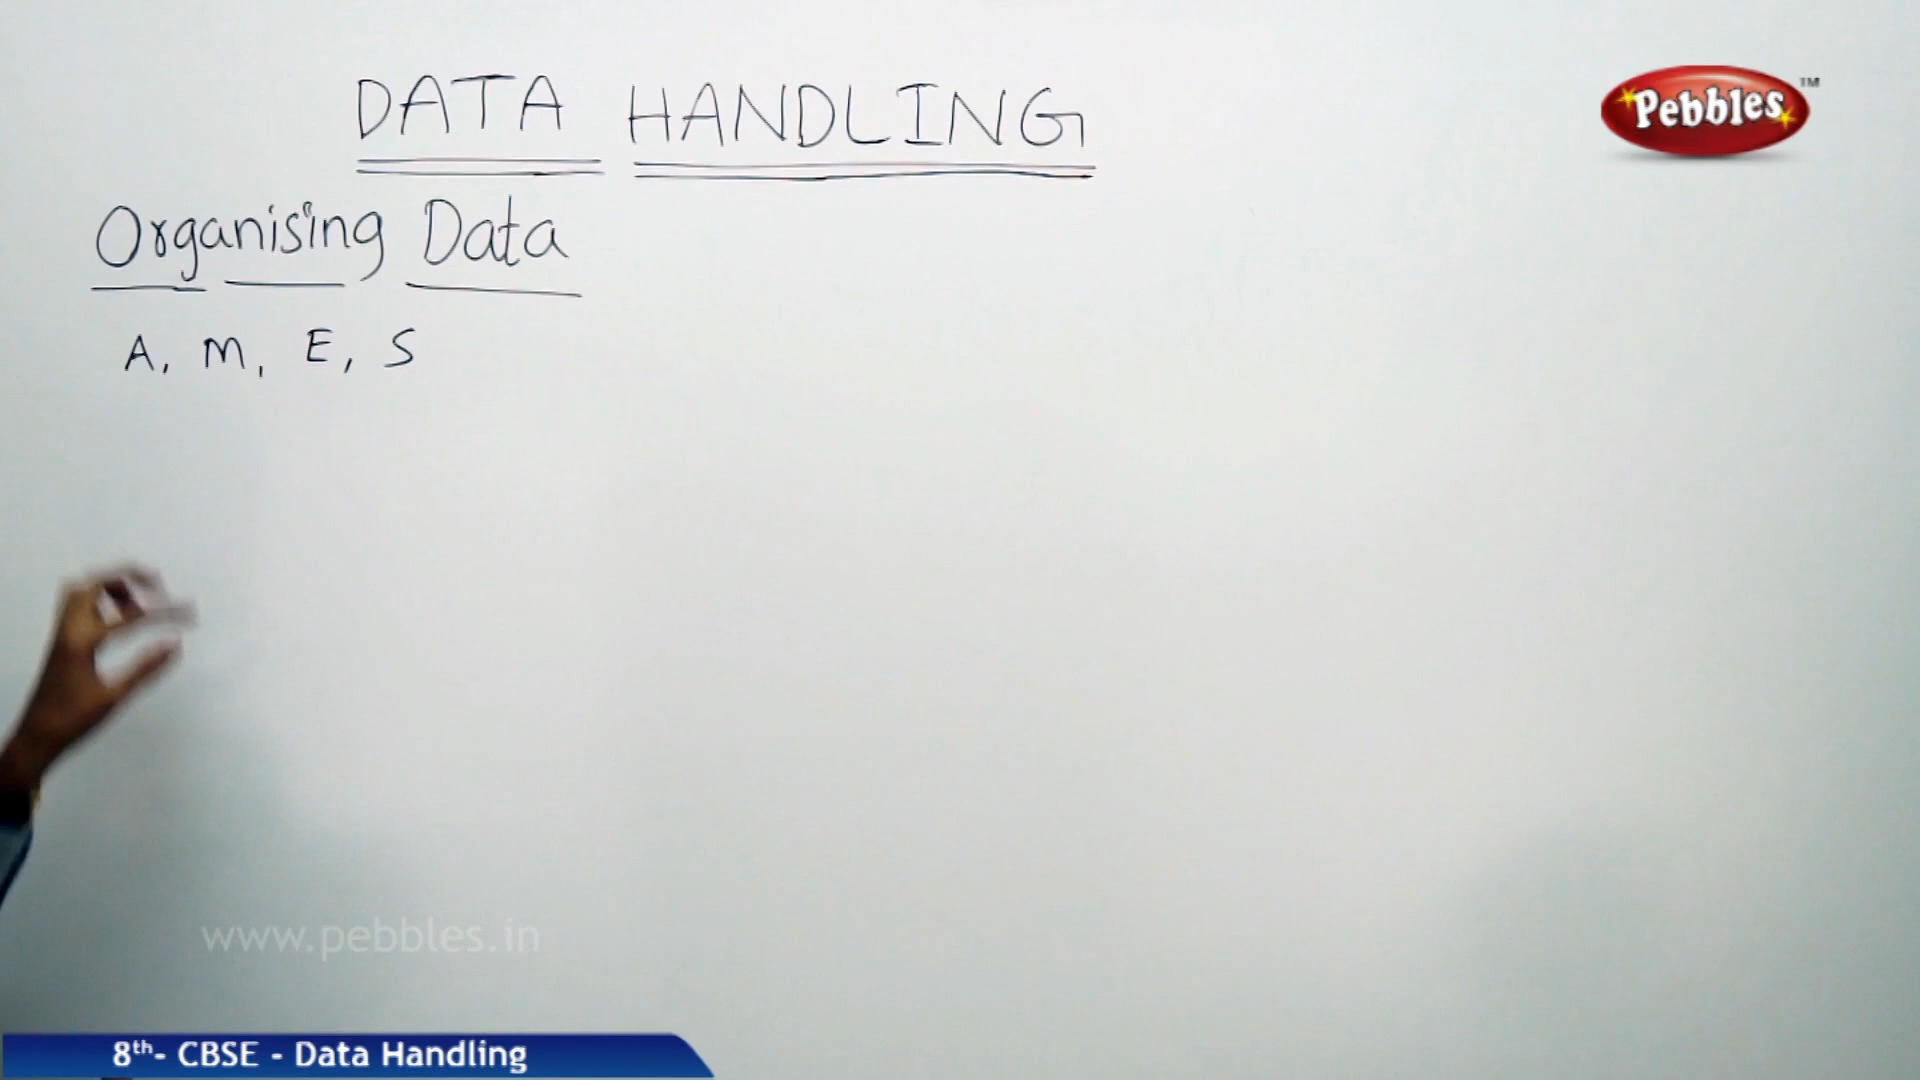 DATA HANDLING
Pebbles™
Organising Data
A, M, E, S
www.pebbles.in
8th- CBSE - Data Handling